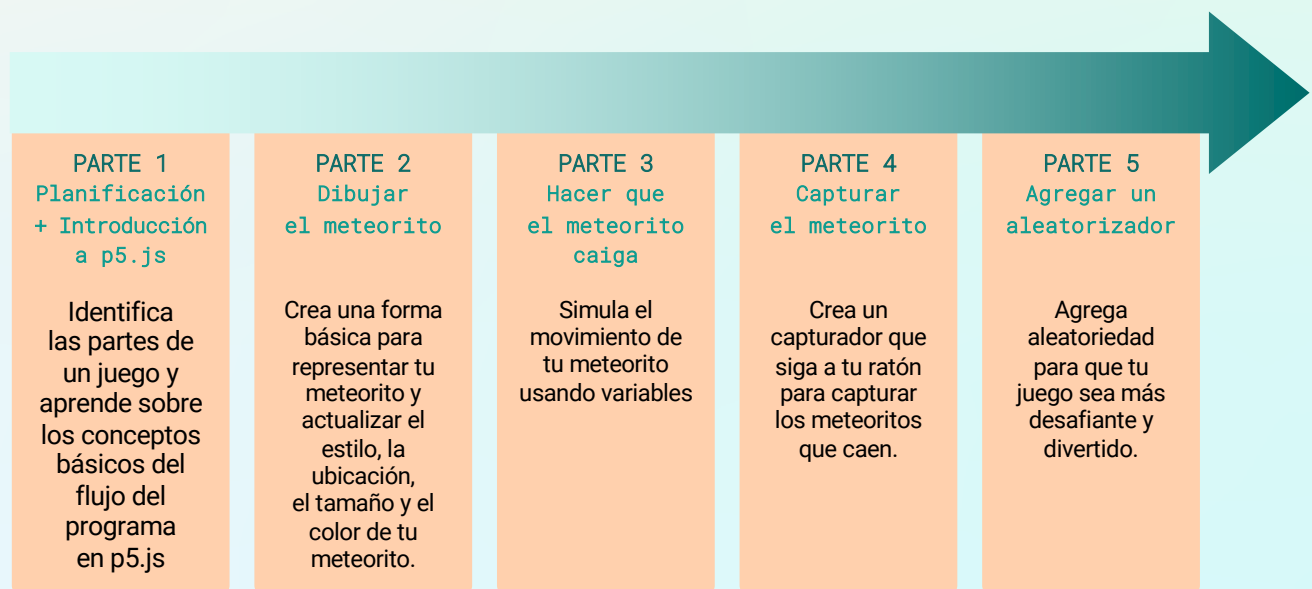 PARTE 1
Planificación
+ Introducción
a p5.js
Identifica
las partes de
un juego y
aprende sobre
los conceptos
básicos del
flujo del
programa
en p5.js
PARTE 2
Dibujar
el meteorito
Crea una forma
básica para
representar tu
meteorito y
actualizar el
estilo, la
ubicación,
el tamaño y el
color de tu
meteorito.
PARTE 3
Hacer que
el meteorito
caiga
Simula el
movimiento de
tu meteorito
usando variables
PARTE 4
Capturar
el meteorito
Crea un
capturador que
siga a tu ratón
para capturar
los meteoritos
que caen.
PARTE 5
Agregar un
aleatorizador
Agrega
aleatoriedad
para que tu
juego sea más
desafiante y
divertido.